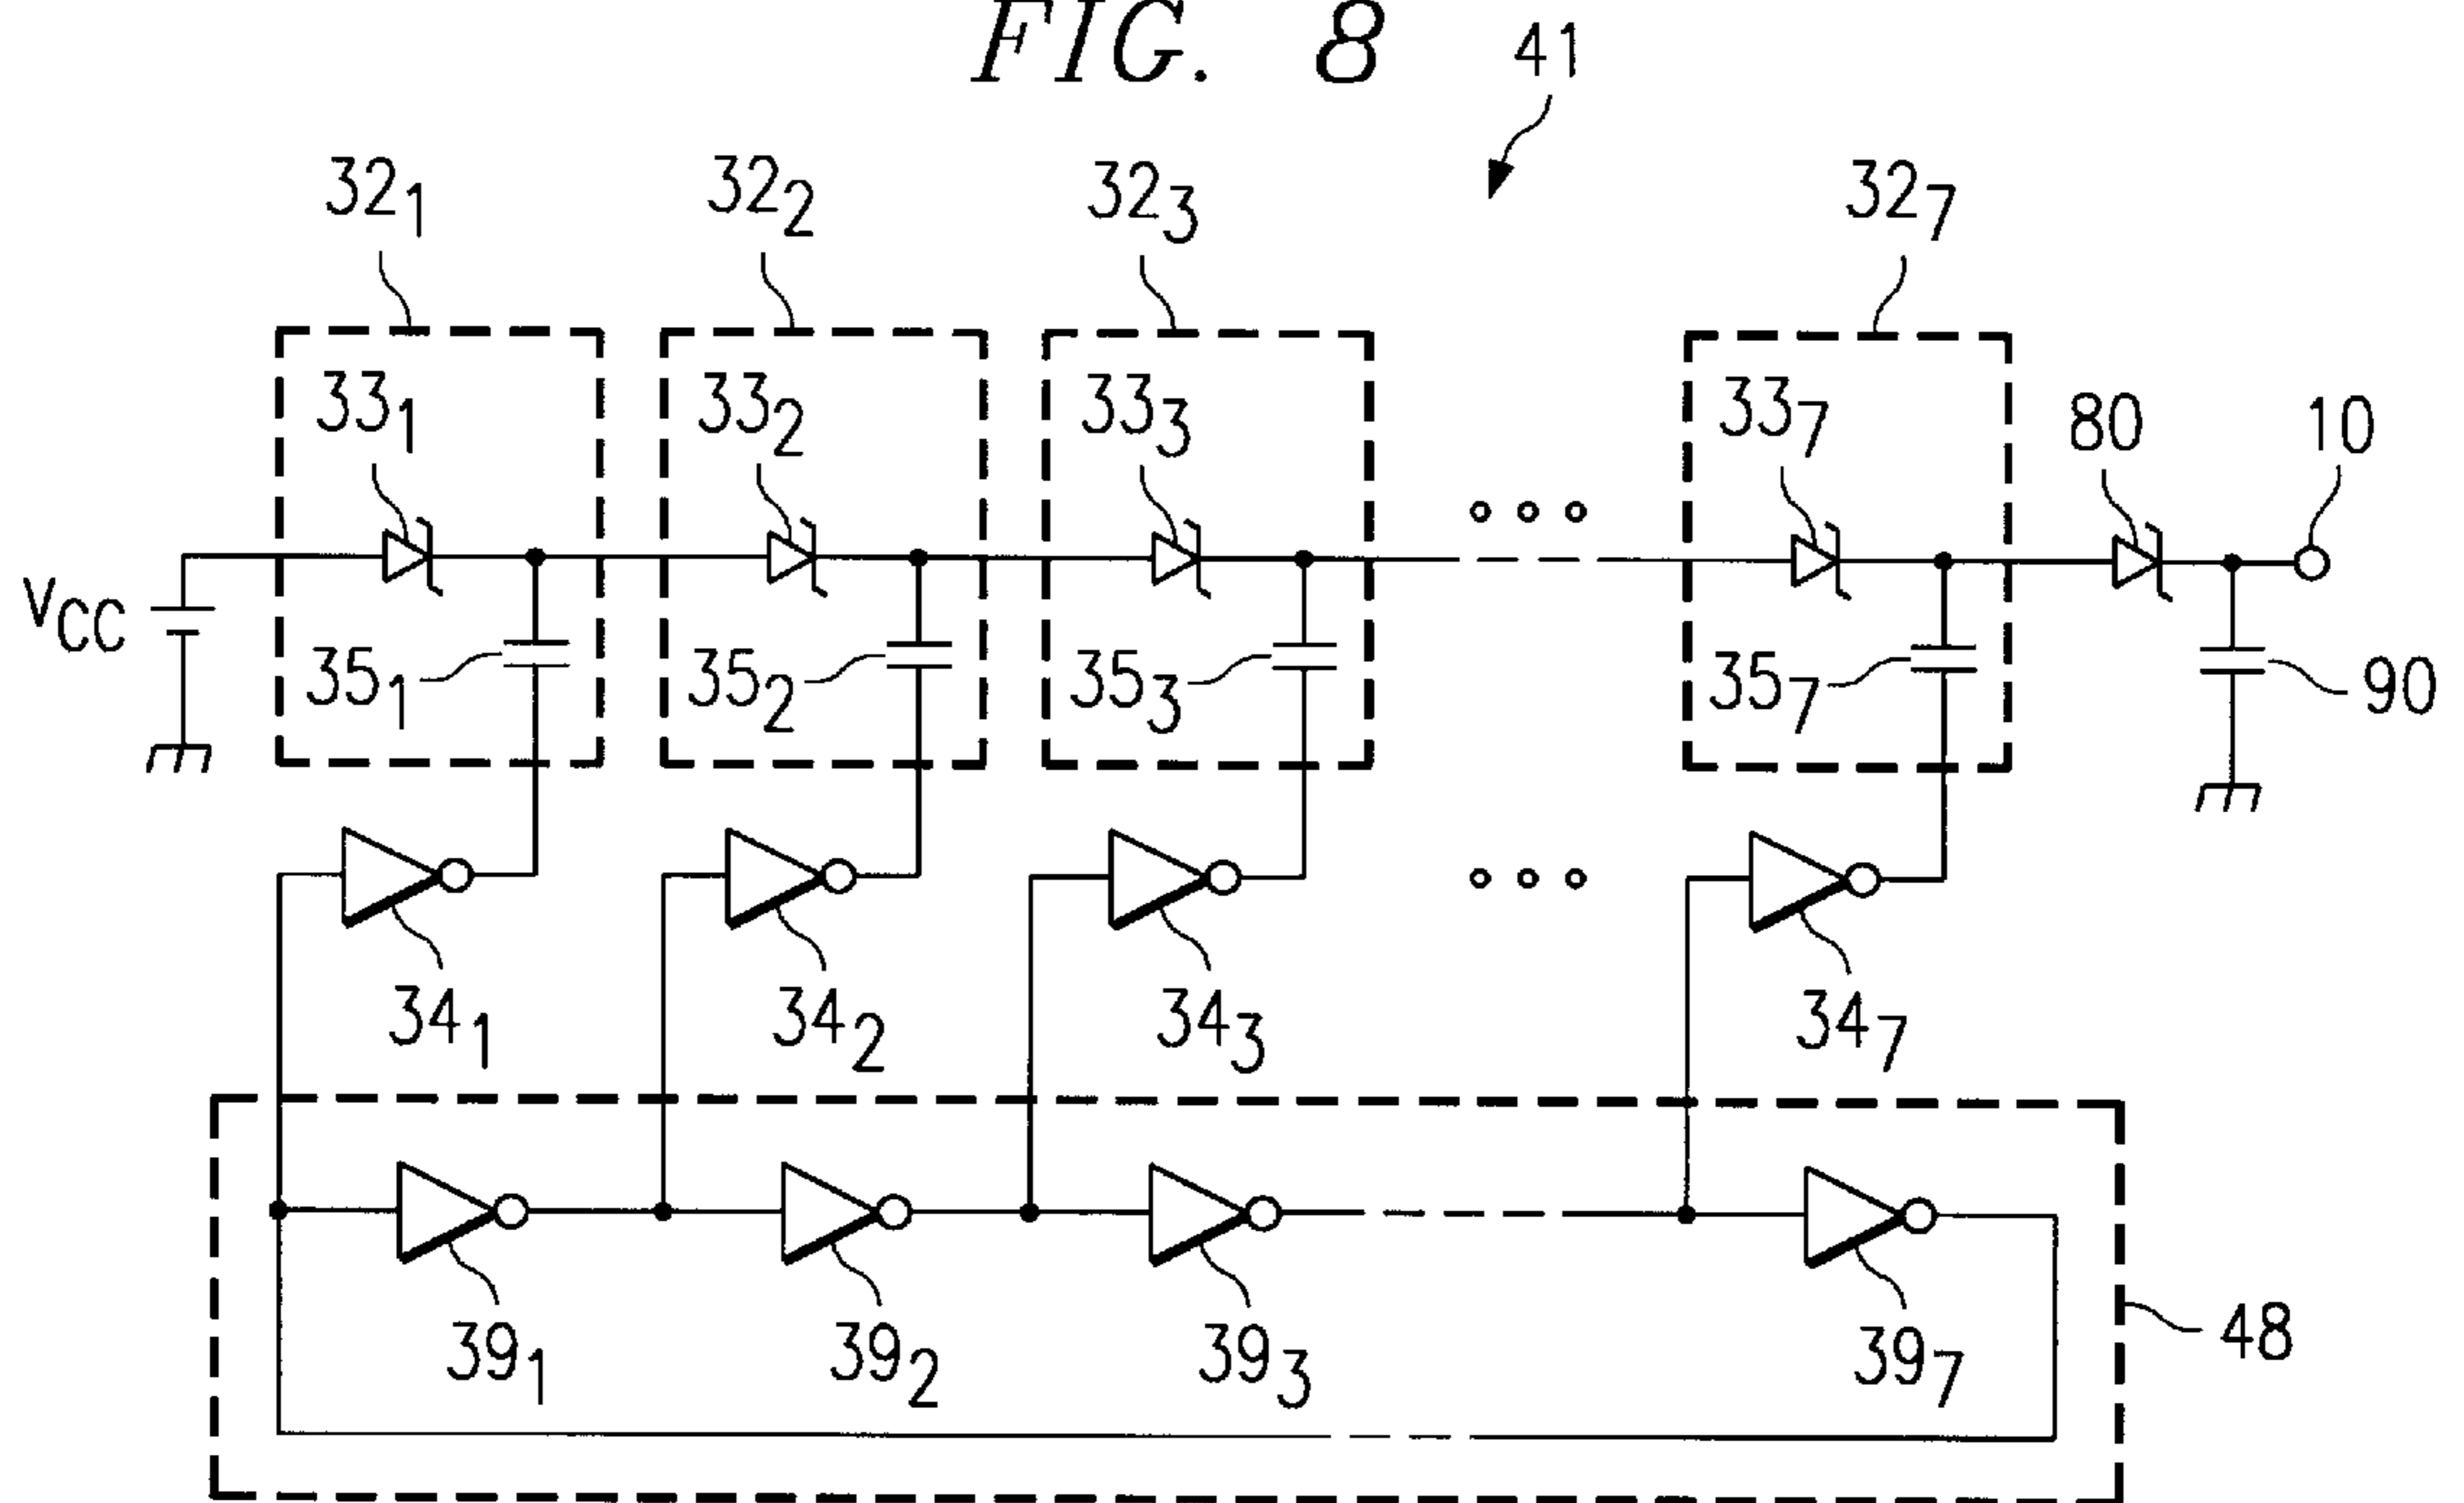 FIG. 8
41
32₁ 32₂ 32₃ 32₇
33₁ 33₂ 33₃ 33₇ 80 10
V_CC
35₁ 35₂ 35₃ 35₇ 90
34₁ 34₂ 34₃ 34₇
39₁ 39₂ 39₃ 39₇ 48